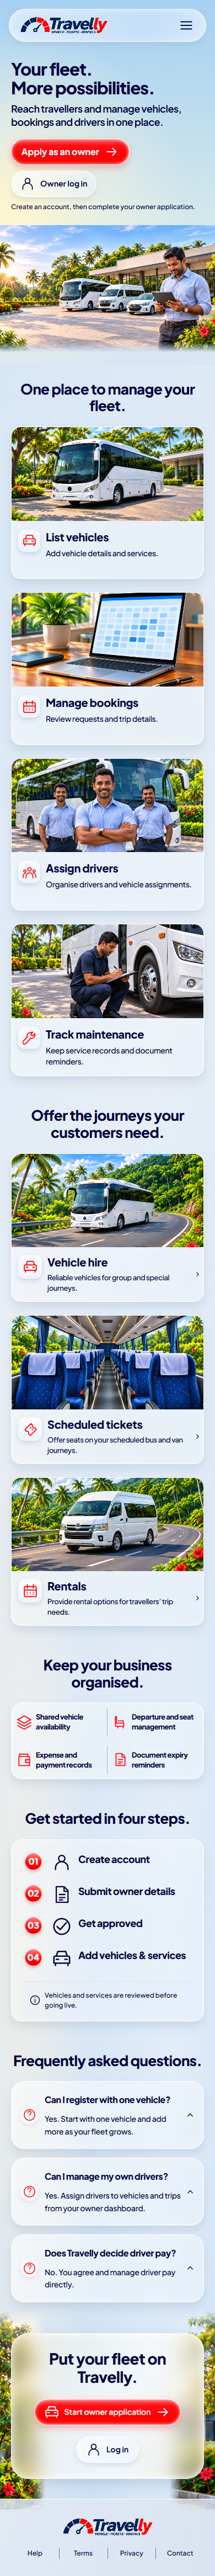 Travelly
VEHICLE • TICKETS • RENTALS
Your fleet.
More possibilities.
Reach travellers and manage vehicles,
bookings and drivers in one place.
Apply as an owner
Owner log in
Create an account, then complete your owner application.
One place to manage your
fleet.
List vehicles
Add vehicle details and services.
Manage bookings
Review requests and trip details.
Assign drivers
Organise drivers and vehicle assignments.
Track maintenance
Keep service records and document
reminders.
Offer the journeys your
customers need.
Vehicle hire
Reliable vehicles for group and special
journeys.
Scheduled tickets
Offer seats on your scheduled bus and van
journeys.
Rentals
Provide rental options for travellers' trip
needs.
Keep your business
organised.
Shared vehicle
availability
Departure and seat
management
Expense and
payment records
Document expiry
reminders
Get started in four steps.
01 Create account
02 Submit owner details
03 Get approved
04 Add vehicles & services
Vehicles and services are reviewed before
going live.
Frequently asked questions.
Can I register with one vehicle?
Yes. Start with one vehicle and add
more as your fleet grows.
Can I manage my own drivers?
Yes. Assign drivers to vehicles and trips
from your owner dashboard.
Does Travelly decide driver pay?
No. You agree and manage driver pay
directly.
Put your fleet on
Travelly.
Start owner application
Log in
Travelly
VEHICLE • TICKETS • RENTALS
Help
Terms
Privacy
Contact